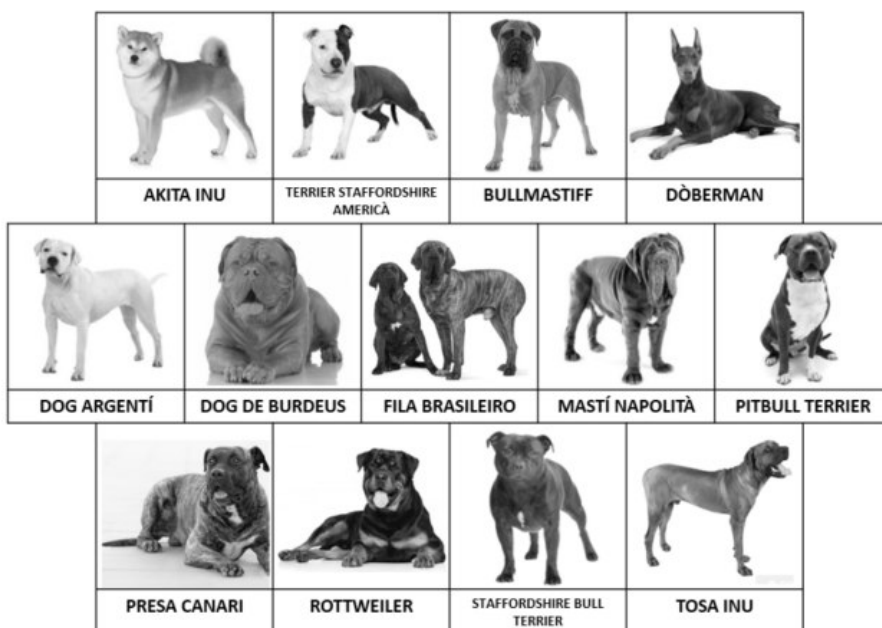 AKITA INU
TERRIER STAFFORDSHIRE
AMERICÀ
BULLMASTIFF
DÒBERMAN
DOG ARGENTÍ
DOG DE BURDEUS
FILA BRASILEIRO
MASTÍ NAPOLITÀ
PITBULL TERRIER
PRESA CANARI
ROTTWEILER
STAFFORDSHIRE BULL
TERRIER
TOSA INU